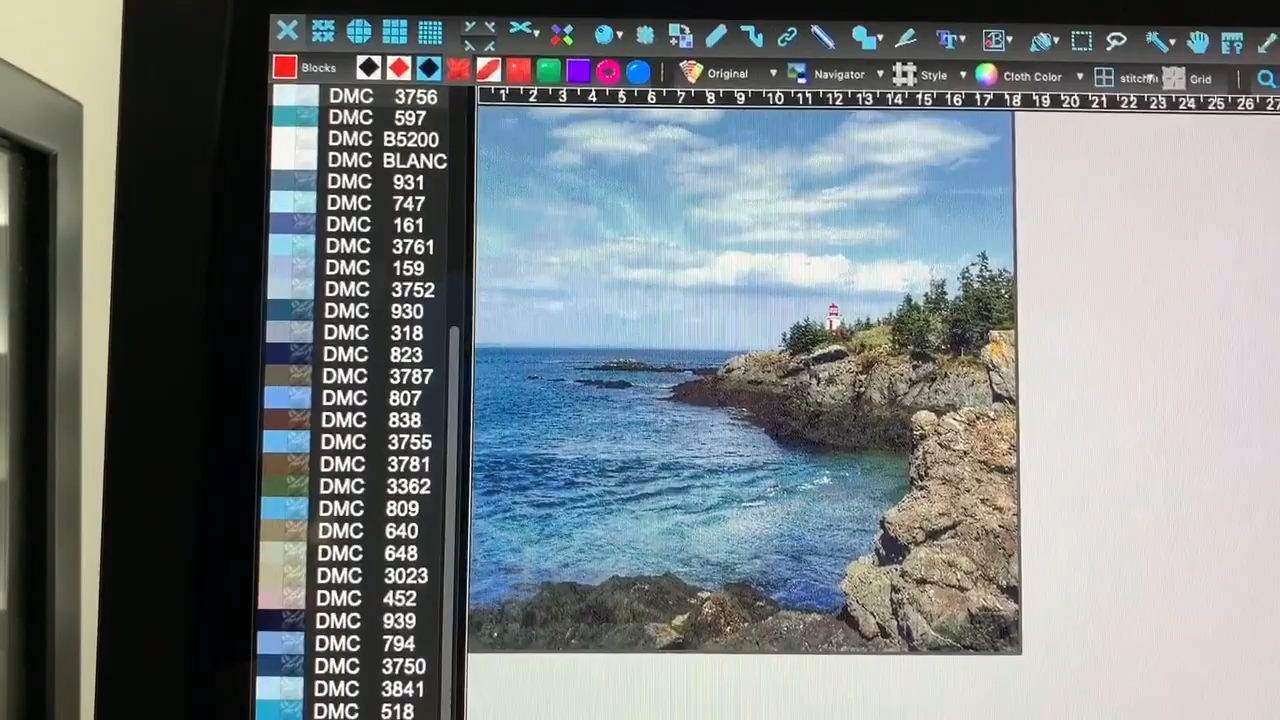 Blocks Original Navigator Style Cloth Color Grid
1 2 3 4 5 6 7 8 9 10 11 12 13 14 15 16 17 18 19 20 21 22 23 24 25 26
DMC 3756
DMC 597
DMC B5200
DMC BLANC
DMC 931
DMC 747
DMC 161
DMC 3761
DMC 159
DMC 3752
DMC 930
DMC 318
DMC 823
DMC 3787
DMC 807
DMC 838
DMC 3755
DMC 3781
DMC 3362
DMC 809
DMC 640
DMC 648
DMC 3023
DMC 452
DMC 939
DMC 794
DMC 3750
DMC 3841
DMC 518